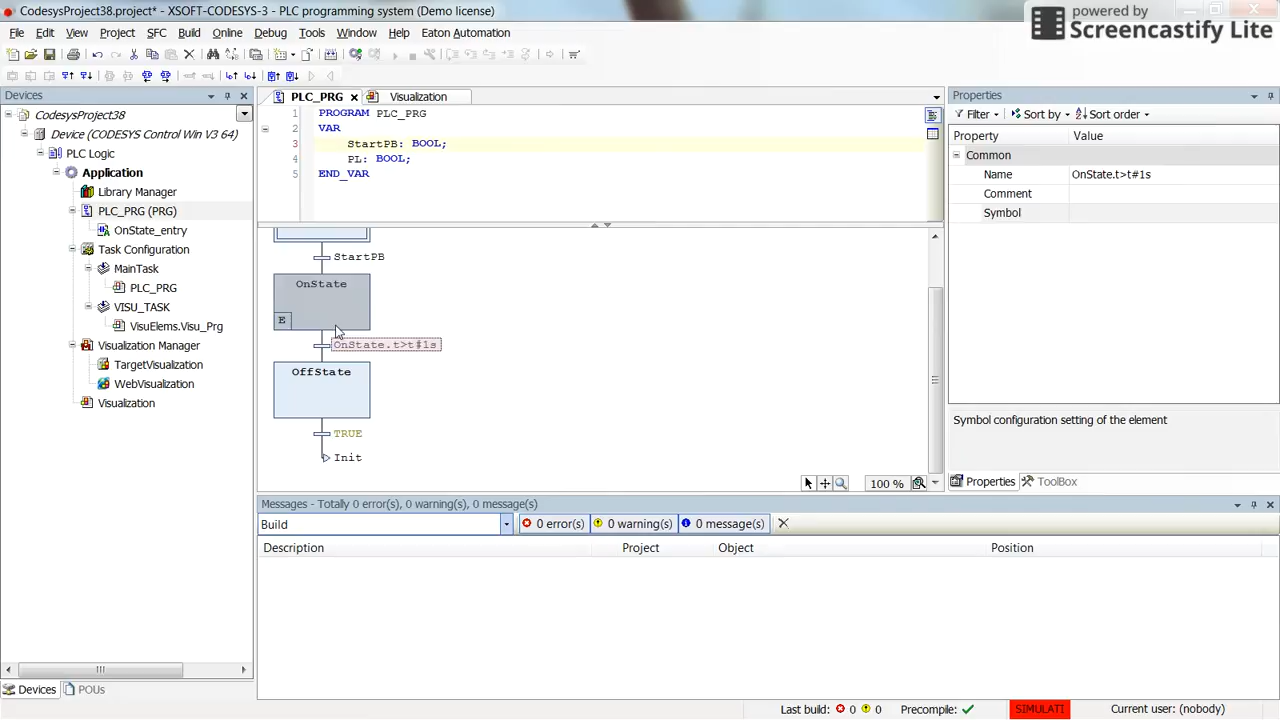 CodesysProject38.project* - XSOFT-CODESYS-3 - PLC programming system (Demo license)
powered by
Screencastify Lite
File Edit View Project SFC Build Online Debug Tools Window Help Eaton Automation
Devices
PLC_PRG
Visualization
Properties
CodesysProject38
Device (CODESYS Control Win V3 64)
PLC Logic
Application
Library Manager
PLC_PRG (PRG)
OnState_entry
Task Configuration
MainTask
PLC_PRG
VISU_TASK
VisuElems.Visu_Prg
Visualization Manager
TargetVisualization
WebVisualization
Visualization
1 PROGRAM PLC_PRG
2 VAR
3 StartPB: BOOL;
4 PL: BOOL;
5 END_VAR
StartPB
OnState
E
OnState.t>t#1s
OffState
TRUE
Init
100 %
Filter Sort by Sort order
Property Value
Common
Name OnState.t>t#1s
Comment
Symbol
Symbol configuration setting of the element
Properties ToolBox
Messages - Totally 0 error(s), 0 warning(s), 0 message(s)
Build 0 error(s) 0 warning(s) 0 message(s)
Description Project Object Position
Devices POUs
Last build: 0 0 Precompile: SIMULATI Current user: (nobody)